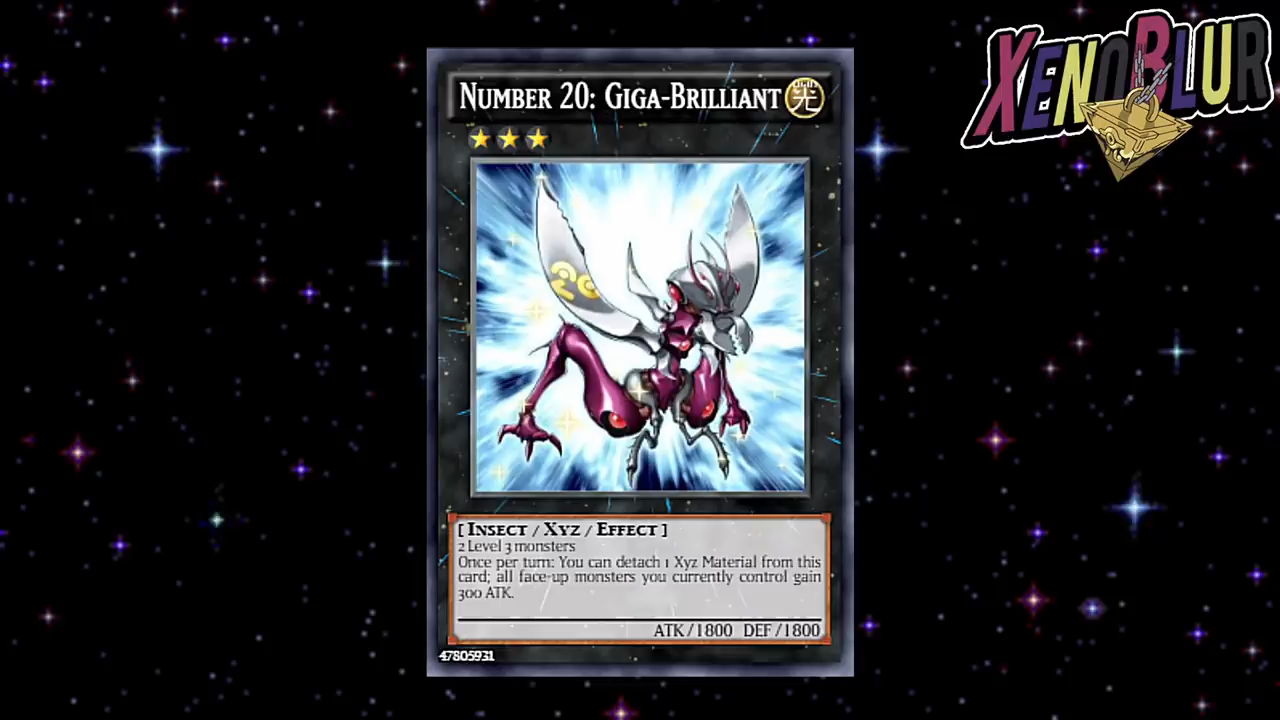 XENOBLUR
NUMBER 20: GIGA-BRILLIANT 光
20
[ INSECT / XYZ / EFFECT ]
2 Level 3 monsters
Once per turn: You can detach 1 Xyz Material from this
card; all face-up monsters you currently control gain
300 ATK.
ATK/1800 DEF/1800
47805931